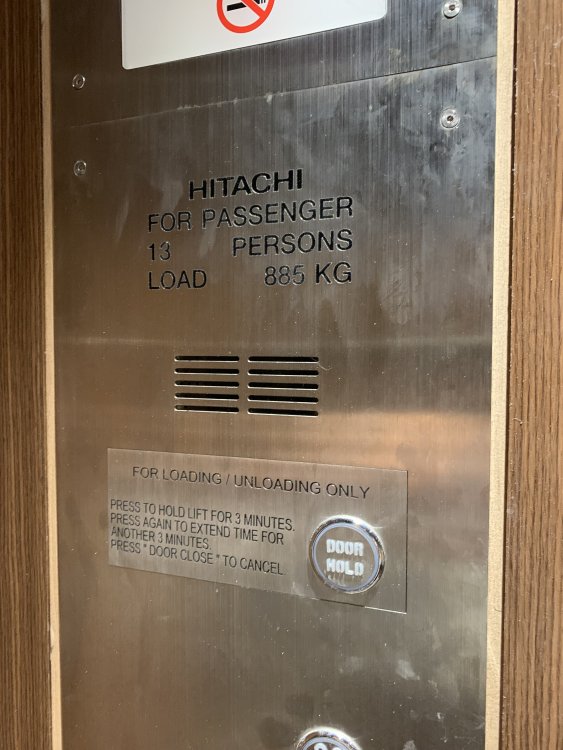 HITACHI
FOR PASSENGER
13 PERSONS
LOAD 885 KG
FOR LOADING / UNLOADING ONLY
PRESS TO HOLD LIFT FOR 3 MINUTES.
PRESS AGAIN TO EXTEND TIME FOR
ANOTHER 3 MINUTES.
PRESS " DOOR CLOSE " TO CANCEL.
DOOR
HOLD